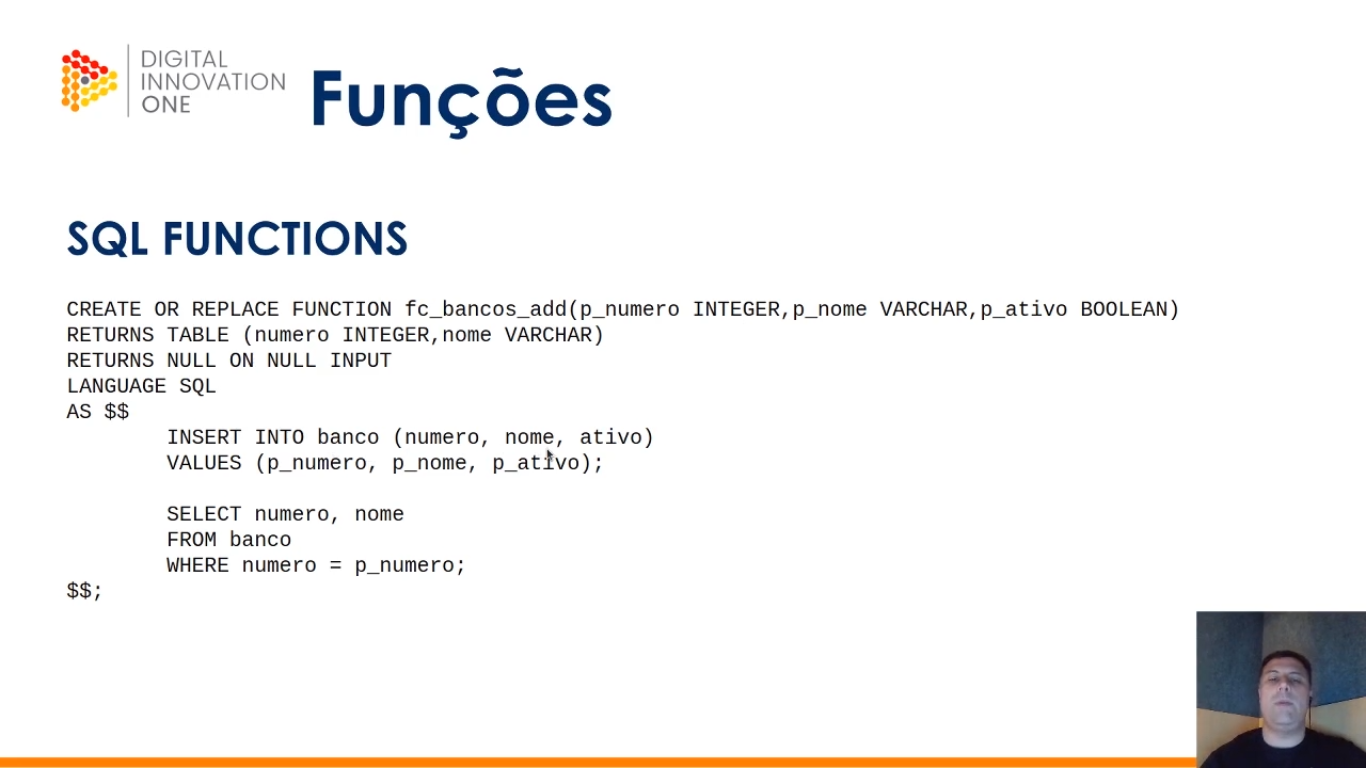 DIGITAL
INNOVATION
ONE
Funções
SQL FUNCTIONS
CREATE OR REPLACE FUNCTION fc_bancos_add(p_numero INTEGER,p_nome VARCHAR,p_ativo BOOLEAN)
RETURNS TABLE (numero INTEGER,nome VARCHAR)
RETURNS NULL ON NULL INPUT
LANGUAGE SQL
AS $$
INSERT INTO banco (numero, nome, ativo)
VALUES (p_numero, p_nome, p_ativo);
SELECT numero, nome
FROM banco
WHERE numero = p_numero;
$$;